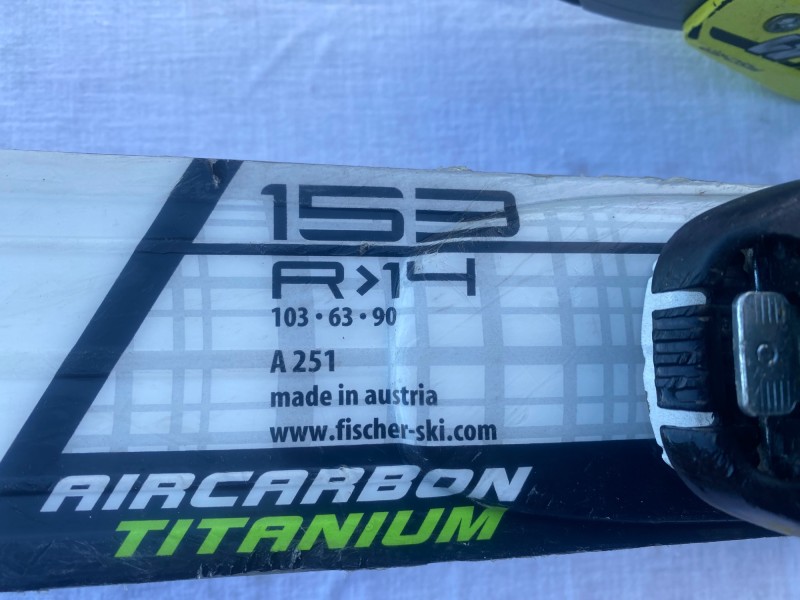 153
R>14
103 • 63 • 90
A 251
made in austria
www.fischer-ski.com
AIRCARBON
TITANIUM